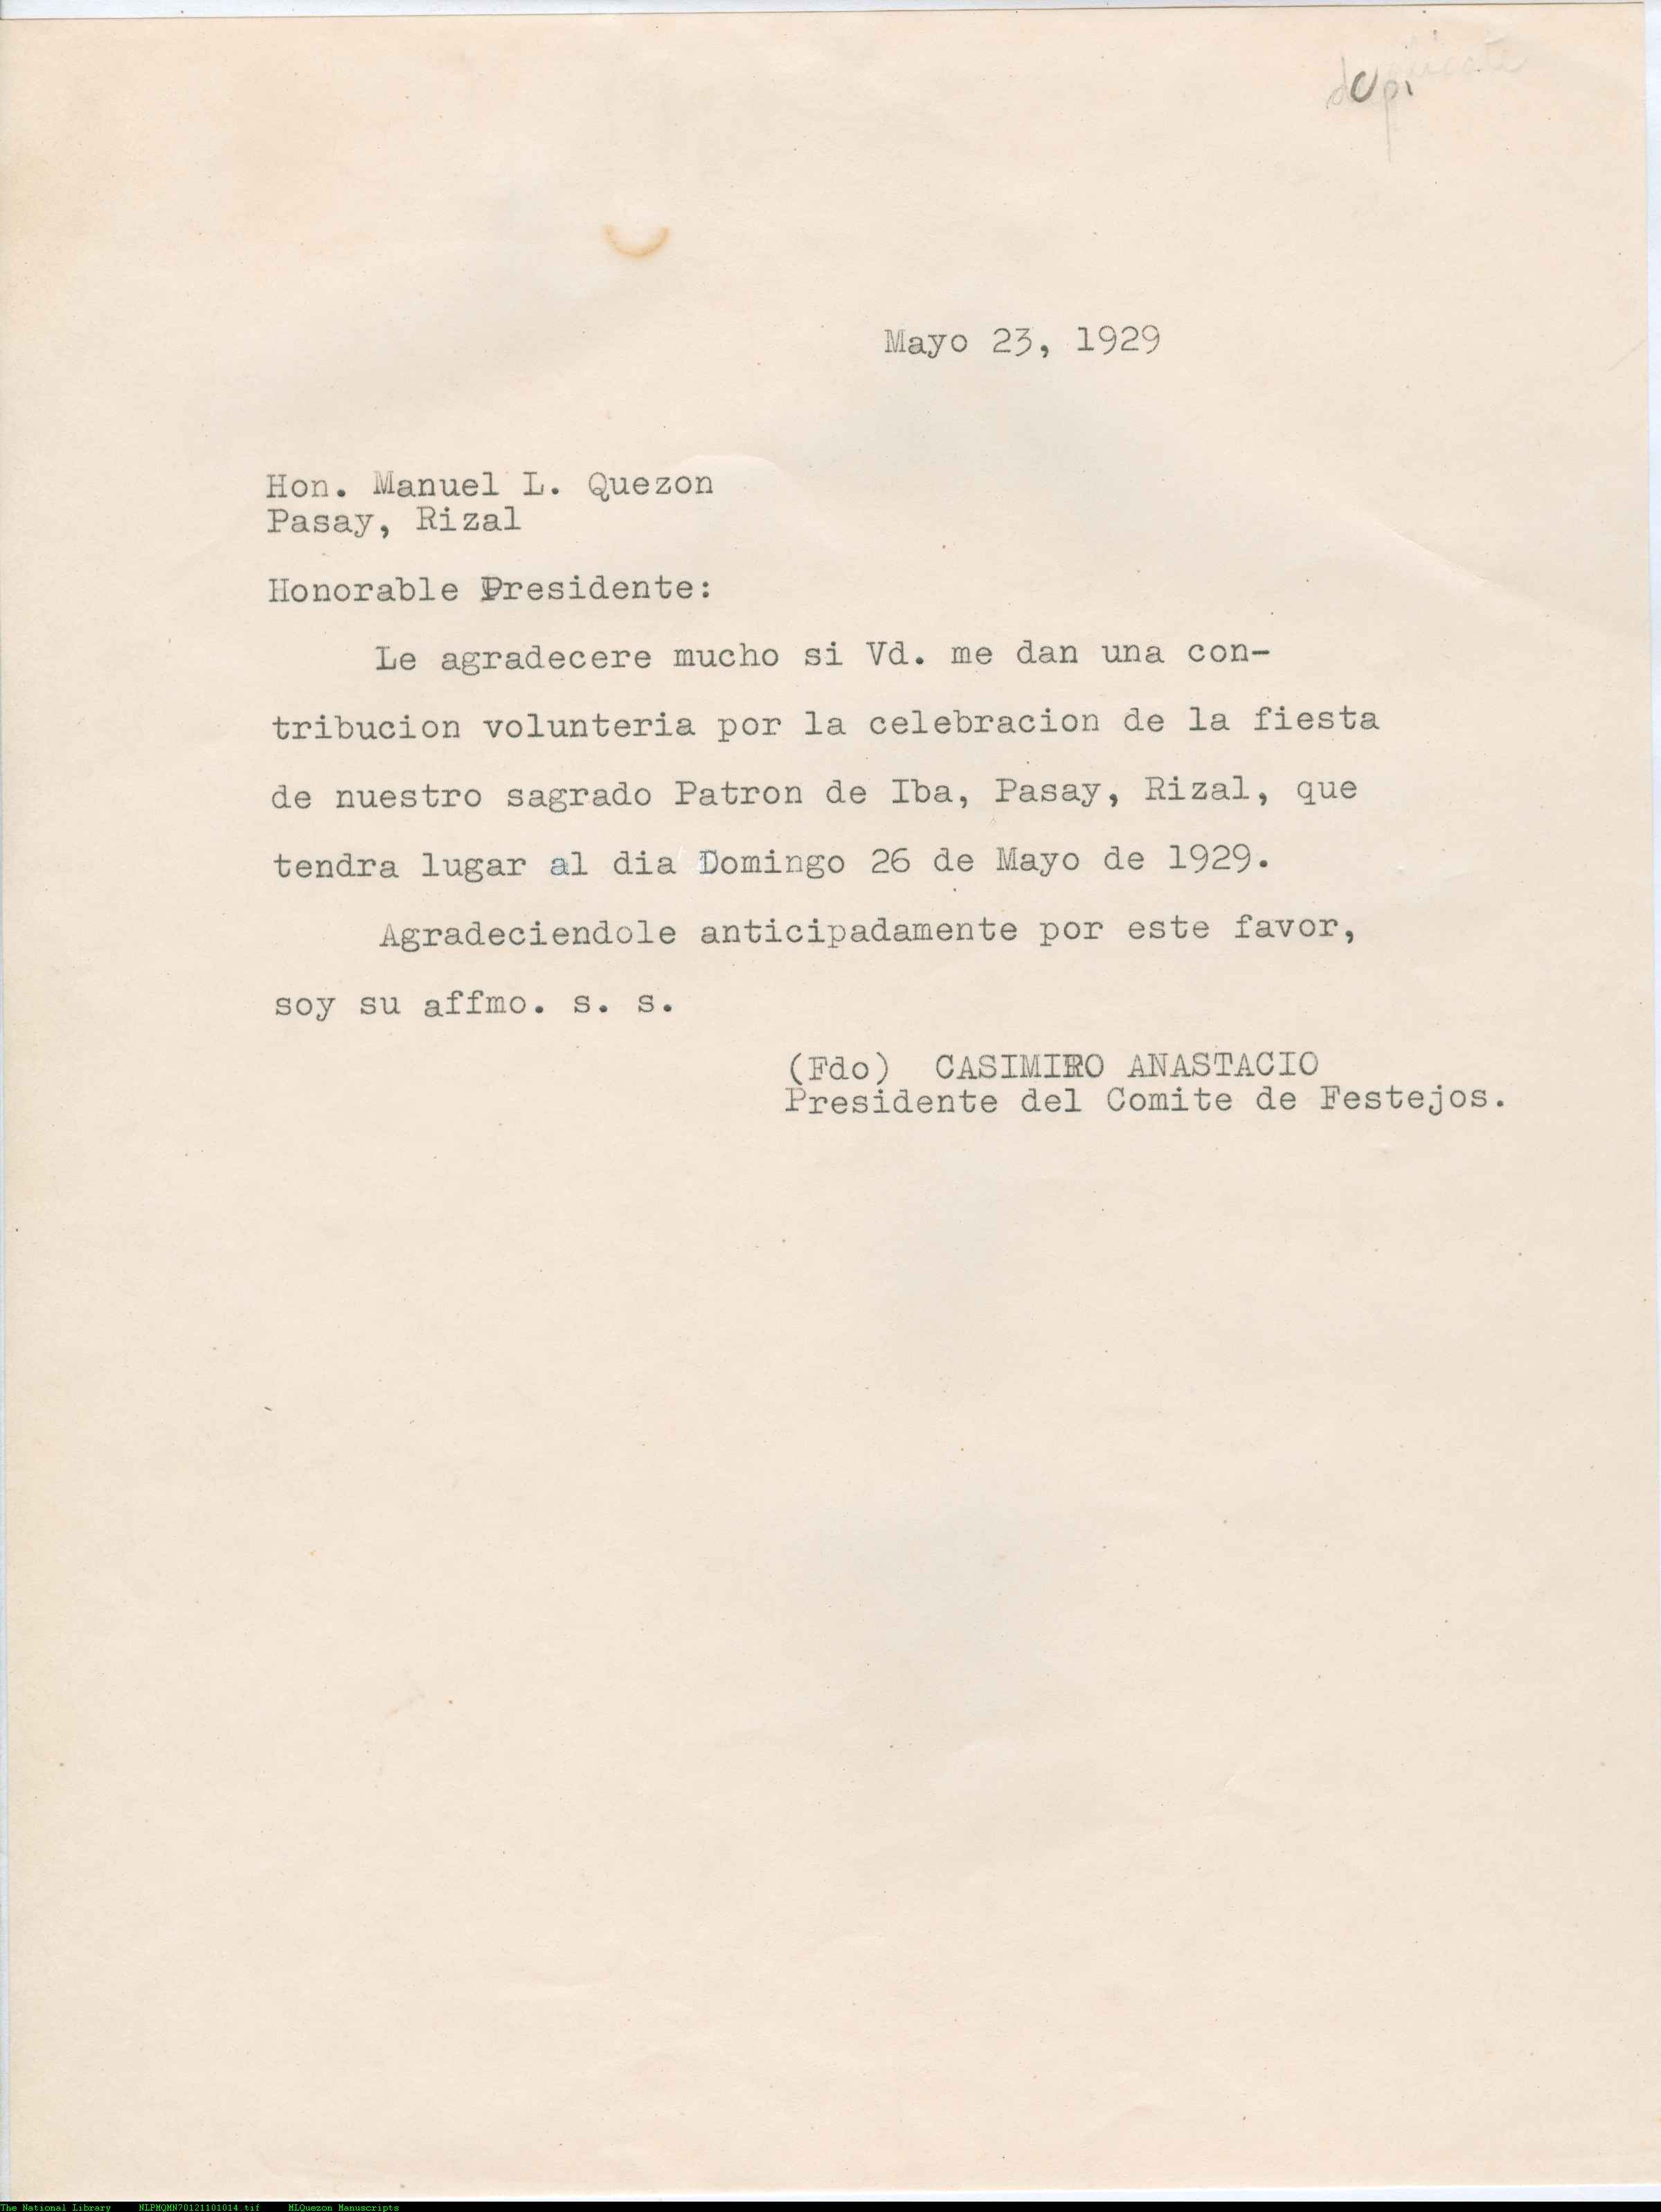 duplicate
Mayo 23, 1929
Hon. Manuel L. Quezon
Pasay, Rizal
Honorable Presidente:
Le agradecere mucho si Vd. me dan una con-
tribucion volunteria por la celebracion de la fiesta
de nuestro sagrado Patron de Iba, Pasay, Rizal, que
tendra lugar al dia Domingo 26 de Mayo de 1929.
Agradeciendole anticipadamente por este favor,
soy su affmo. s. s.
(Fdo) CASIMIRO ANASTACIO
Presidente del Comite de Festejos.
The National Library NLPMQMN70121101014.tif MLQuezon Manuscripts